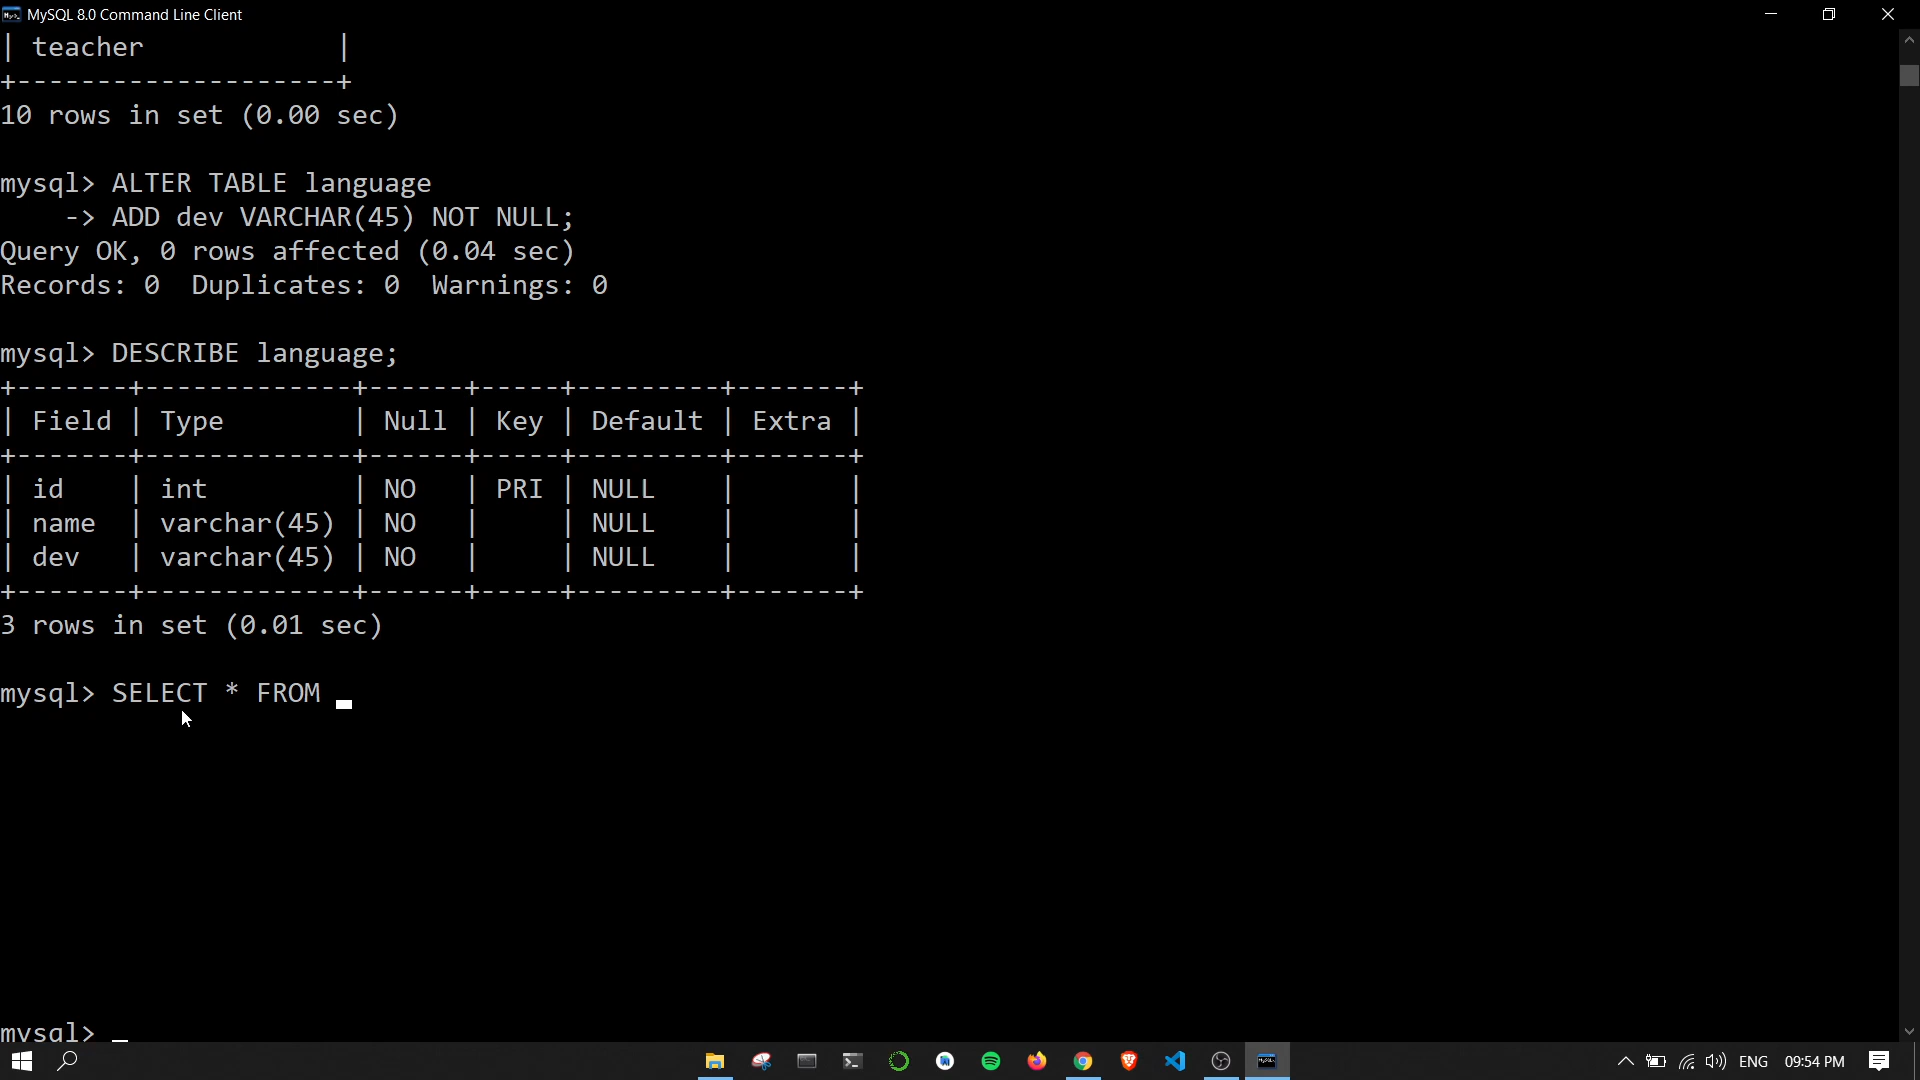 MySQL 8.0 Command Line Client
| teacher            |
+--------------------+
10 rows in set (0.00 sec)
mysql> ALTER TABLE language
    -> ADD dev VARCHAR(45) NOT NULL;
Query OK, 0 rows affected (0.04 sec)
Records: 0  Duplicates: 0  Warnings: 0
mysql> DESCRIBE language;
+-------+-------------+------+-----+---------+-------+
| Field | Type        | Null | Key | Default | Extra |
+-------+-------------+------+-----+---------+-------+
| id    | int         | NO   | PRI | NULL    |       |
| name  | varchar(45) | NO   |     | NULL    |       |
| dev   | varchar(45) | NO   |     | NULL    |       |
+-------+-------------+------+-----+---------+-------+
3 rows in set (0.01 sec)
mysql> SELECT * FROM _
mysql> _
ENG 09:54 PM